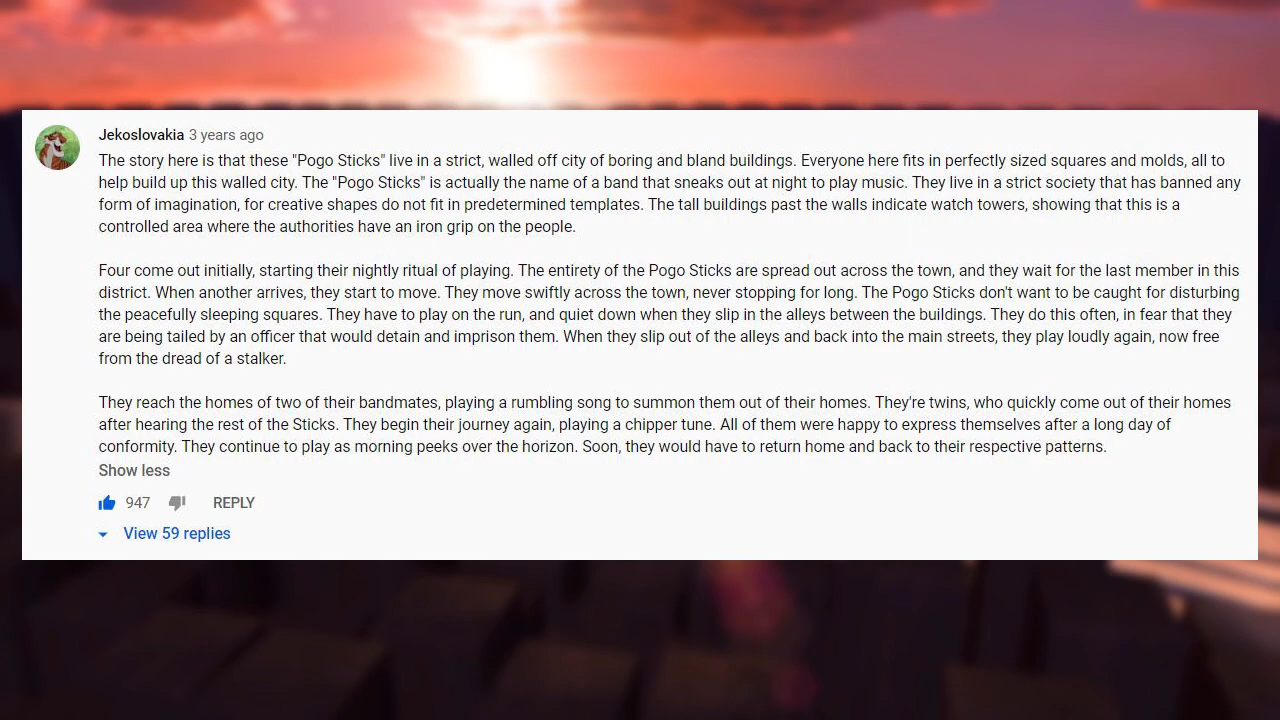 Jekoslovakia 3 years ago
The story here is that these "Pogo Sticks" live in a strict, walled off city of boring and bland buildings. Everyone here fits in perfectly sized squares and molds, all to
help build up this walled city. The "Pogo Sticks" is actually the name of a band that sneaks out at night to play music. They live in a strict society that has banned any
form of imagination, for creative shapes do not fit in predetermined templates. The tall buildings past the walls indicate watch towers, showing that this is a
controlled area where the authorities have an iron grip on the people.
Four come out initially, starting their nightly ritual of playing. The entirety of the Pogo Sticks are spread out across the town, and they wait for the last member in this
district. When another arrives, they start to move. They move swiftly across the town, never stopping for long. The Pogo Sticks don't want to be caught for disturbing
the peacefully sleeping squares. They have to play on the run, and quiet down when they slip in the alleys between the buildings. They do this often, in fear that they
are being tailed by an officer that would detain and imprison them. When they slip out of the alleys and back into the main streets, they play loudly again, now free
from the dread of a stalker.
They reach the homes of two of their bandmates, playing a rumbling song to summon them out of their homes. They're twins, who quickly come out of their homes
after hearing the rest of the Sticks. They begin their journey again, playing a chipper tune. All of them were happy to express themselves after a long day of
conformity. They continue to play as morning peeks over the horizon. Soon, they would have to return home and back to their respective patterns.
Show less
947 REPLY
View 59 replies